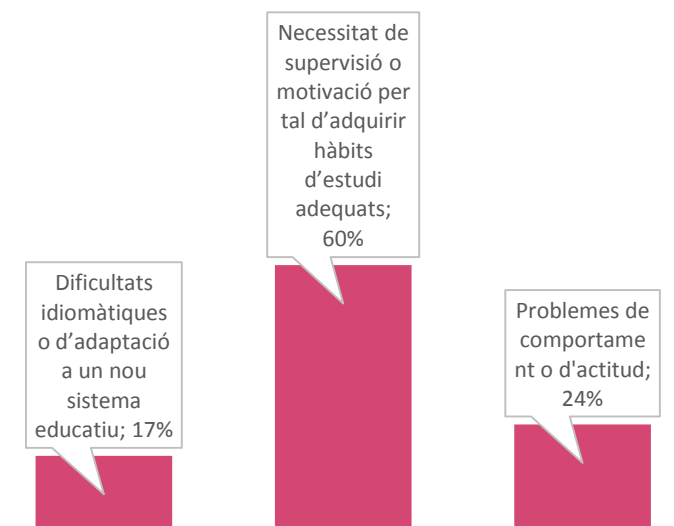 Necessitat de
supervisió o
motivació per
tal d’adquirir
hàbits
d’estudi
adequats;
60%
Dificultats
idiomàtiques
o d’adaptació
a un nou
sistema
educatiu; 17%
Problemes de
comportame
nt o d'actitud;
24%